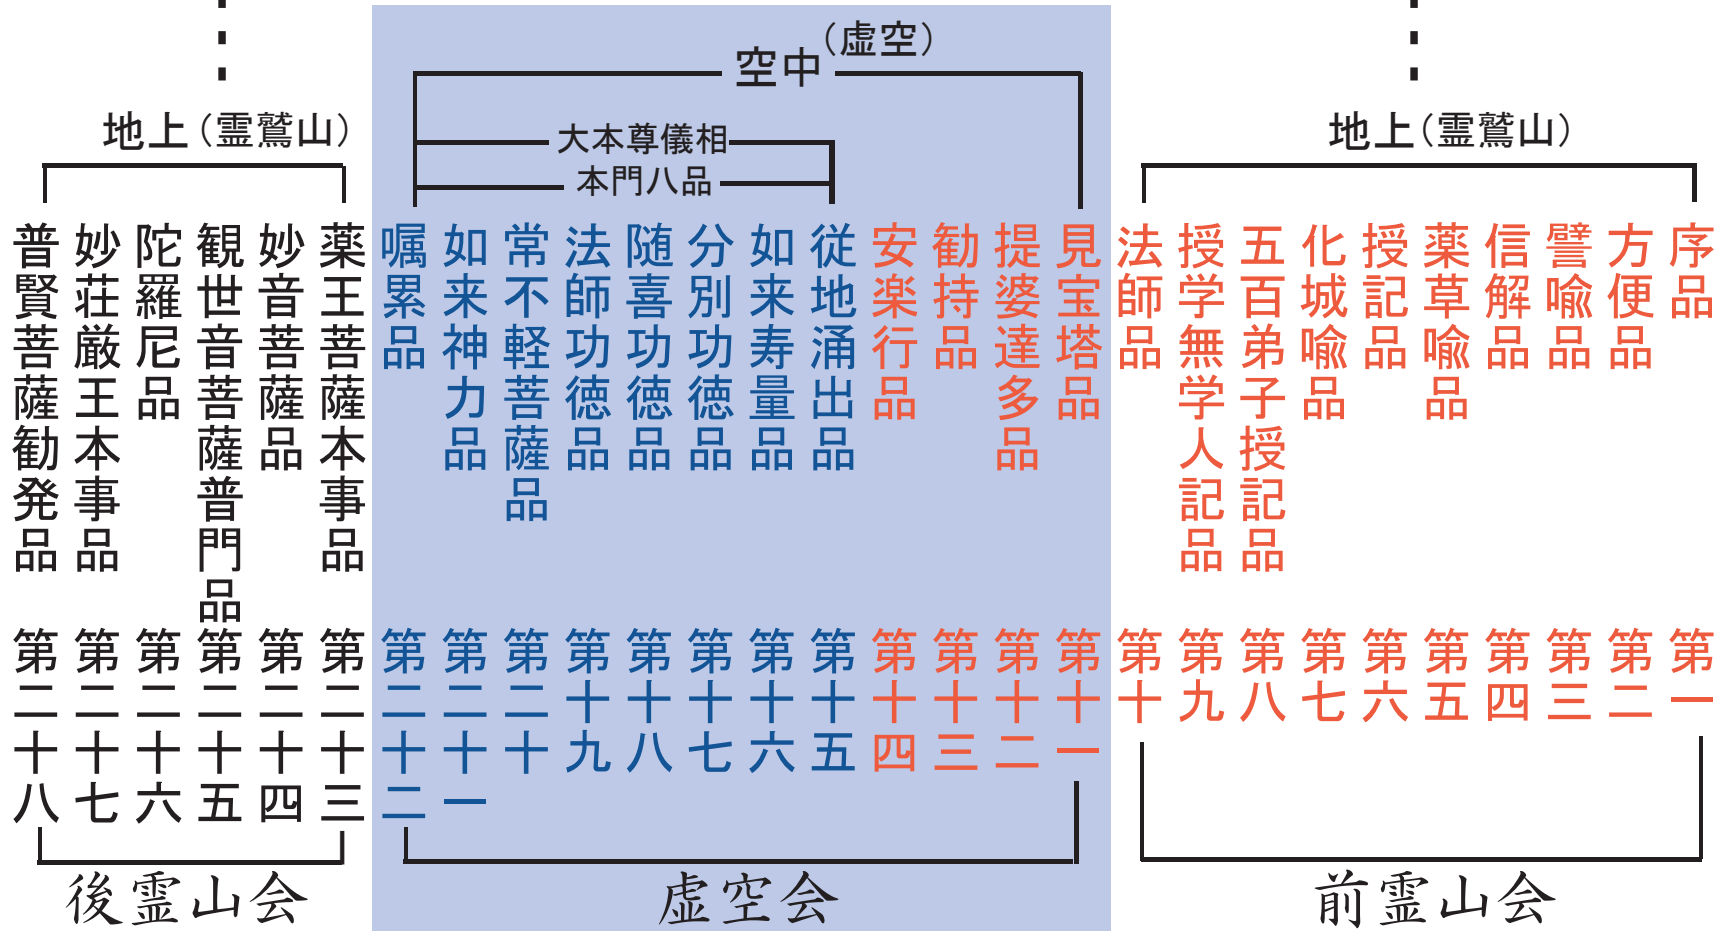 地上（霊鷲山）
空中（虚空）
大本尊儀相
本門八品
地上（霊鷲山）
序品 第一
方便品 第二
譬喩品 第三
信解品 第四
薬草喩品 第五
授記品 第六
化城喩品 第七
五百弟子授記品 第八
授学無学人記品 第九
法師品 第十
見宝塔品 第十一
提婆達多品 第十二
勧持品 第十三
安楽行品 第十四
従地涌出品 第十五
如来寿量品 第十六
分別功徳品 第十七
随喜功徳品 第十八
法師功徳品 第十九
常不軽菩薩品 第二十
如来神力品 第二十一
嘱累品 第二十二
薬王菩薩本事品 第二十三
妙音菩薩品 第二十四
観世音菩薩普門品 第二十五
陀羅尼品 第二十六
妙荘厳王本事品 第二十七
普賢菩薩勧発品 第二十八
前霊山会
虚空会
後霊山会